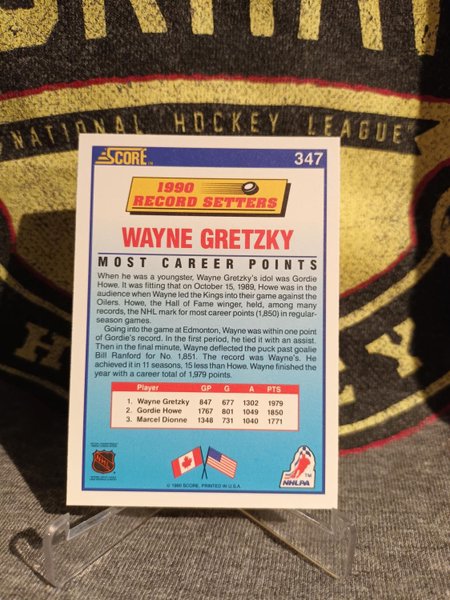 NATIONAL HOCKEY LEAGUE
SCORE™ 347
1990
RECORD SETTERS
WAYNE GRETZKY
MOST CAREER POINTS
When he was a youngster, Wayne Gretzky's idol was Gordie
Howe. It was fitting that on October 15, 1989, Howe was in the
audience when Wayne led the Kings into their game against the
Oilers. Howe, the Hall of Fame winger, held, among many
records, the NHL mark for most career points (1,850) in regular-
season games.
Going into the game at Edmonton, Wayne was within one point
of Gordie's record. In the first period, he tied it with an assist.
Then in the final minute, Wayne deflected the puck past goalie
Bill Ranford for No. 1,851. The record was Wayne's. He
achieved it in 11 seasons, 15 less than Howe. Wayne finished the
year with a career total of 1,979 points.
Player GP G A PTS
1. Wayne Gretzky 847 677 1302 1979
2. Gordie Howe 1767 801 1049 1850
3. Marcel Dionne 1348 731 1040 1771
NHL
TM
NHLPA
© 1990 SCORE, PRINTED IN U.S.A.